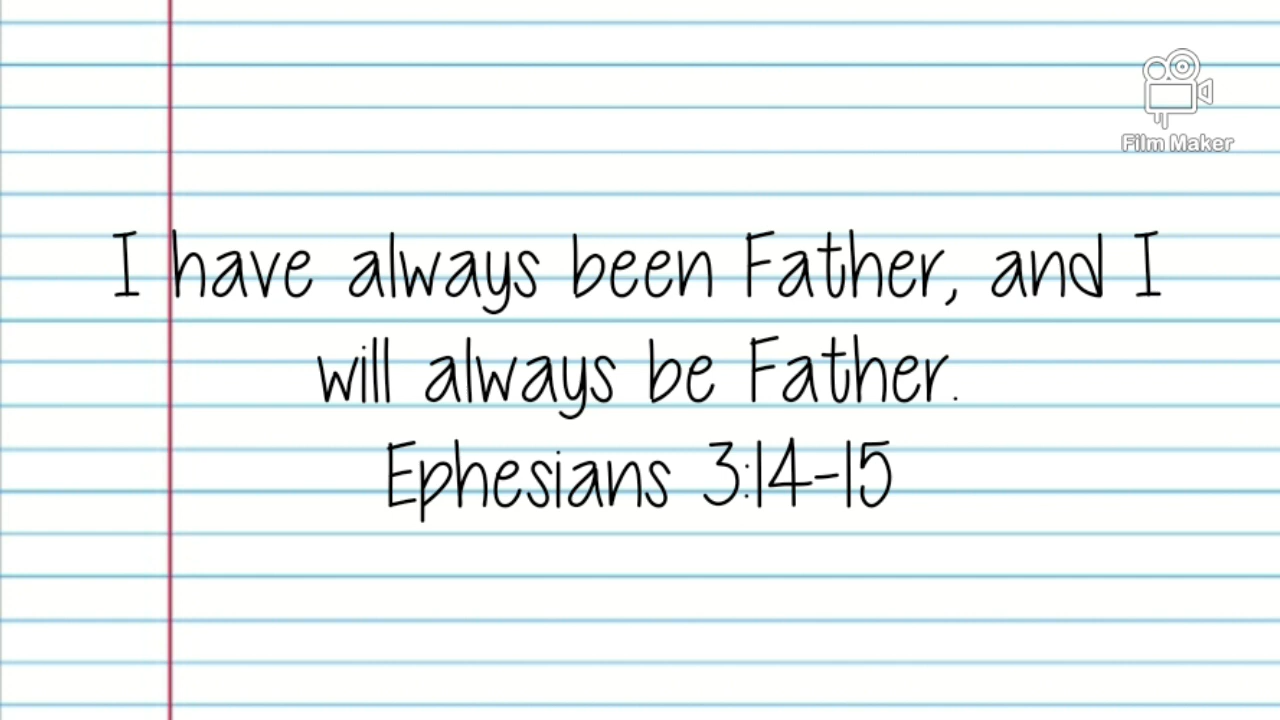 Film Maker
I have always been Father, and I
will always be Father.
Ephesians 3:14-15